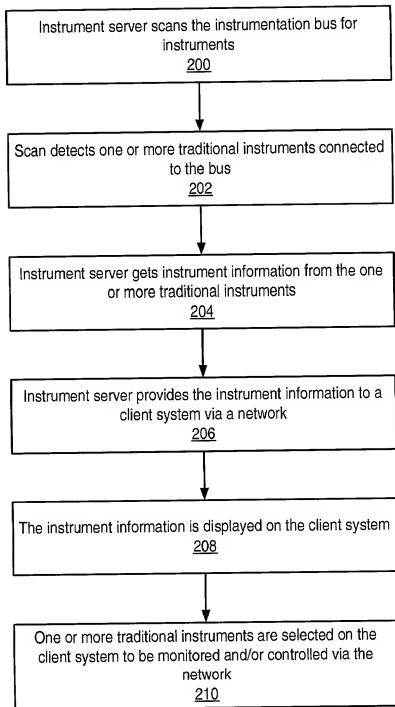 Instrument server scans the instrumentation bus for
instruments
200
Scan detects one or more traditional instruments connected
to the bus
202
Instrument server gets instrument information from the one
or more traditional instruments
204
Instrument server provides the instrument information to a
client system via a network
206
The instrument information is displayed on the client system
208
One or more traditional instruments are selected on the
client system to be monitored and/or controlled via the
network
210